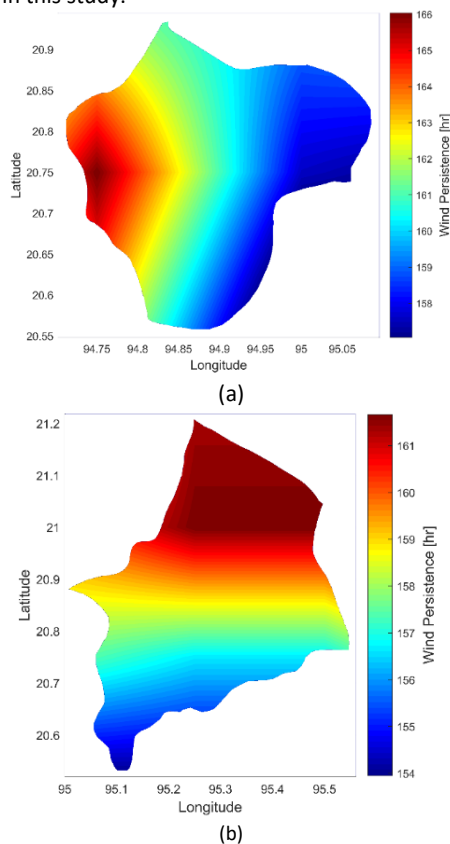 in this study.
20.9
20.85
20.8
20.75
20.7
20.65
20.6
20.55
Latitude
94.75 94.8 94.85 94.9 94.95 95 95.05
Longitude
166
165
164
163
162
161
160
159
158
Wind Persistence [hr]
(a)
21.2
21.1
21
20.9
20.8
20.7
20.6
Latitude
95 95.1 95.2 95.3 95.4 95.5
Longitude
161
160
159
158
157
156
155
154
Wind Persistence [hr]
(b)